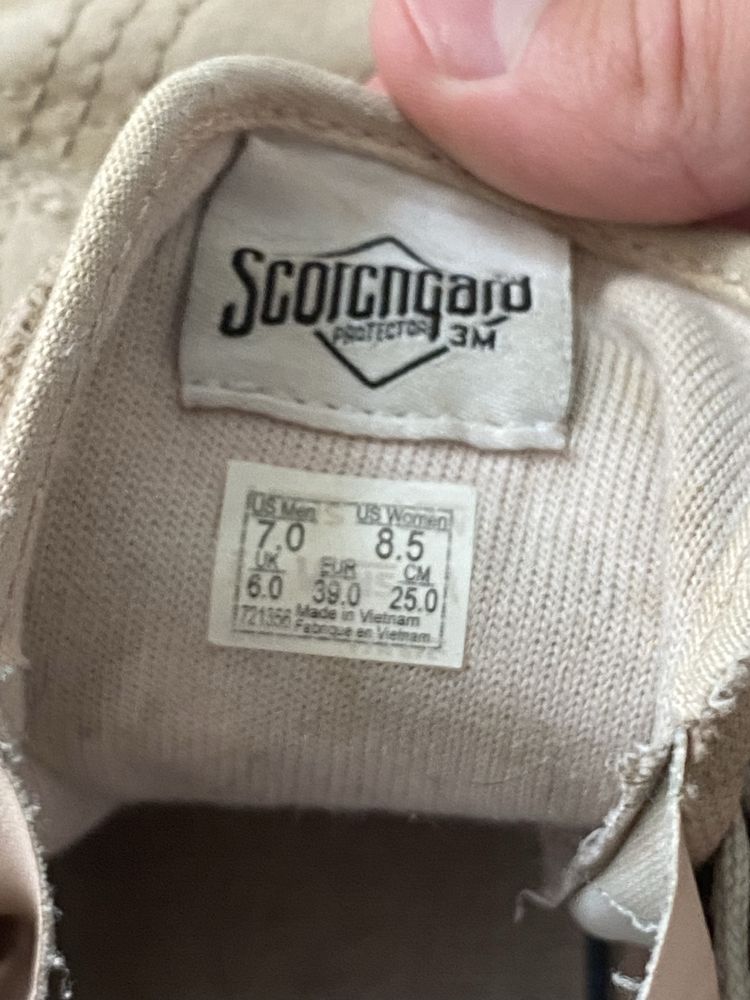 Scotchgard
PROTECTOR 3M
US Men US Women
7.0 8.5
UK EUR CM
6.0 39.0 25.0
721356 Made in Vietnam
Fabrique en Vietnam